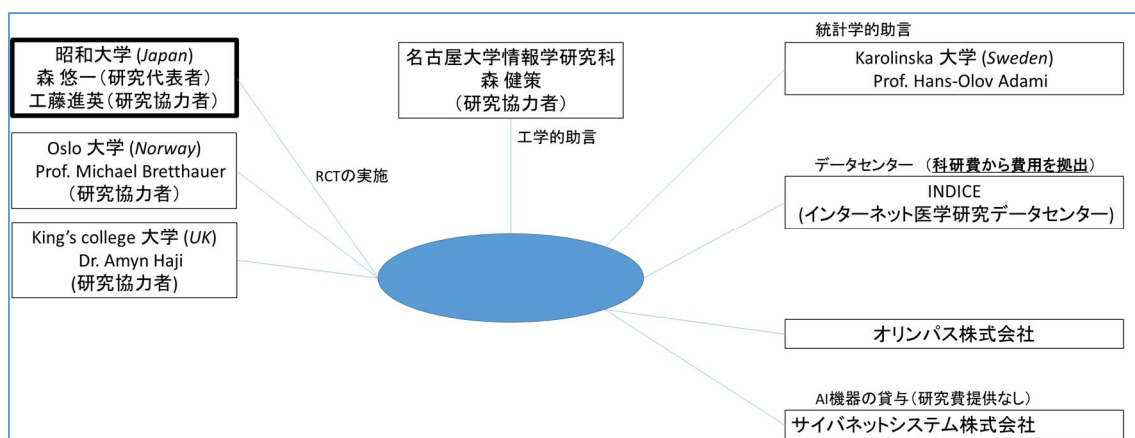 昭和大学 (Japan)
森 悠一（研究代表者）
工藤進英（研究協力者）
Oslo 大学 (Norway)
Prof. Michael Bretthauer
（研究協力者）
King's college 大学 (UK)
Dr. Amyn Haji
(研究協力者)
RCTの実施
名古屋大学情報学研究科
森 健策
（研究協力者）
工学的助言
統計学的助言
Karolinska 大学 (Sweden)
Prof. Hans-Olov Adami
データセンター （科研費から費用を拠出）
INDICE
(インターネット医学研究データセンター)
オリンパス株式会社
AI機器の貸与（研究費提供なし）
サイバネットシステム株式会社